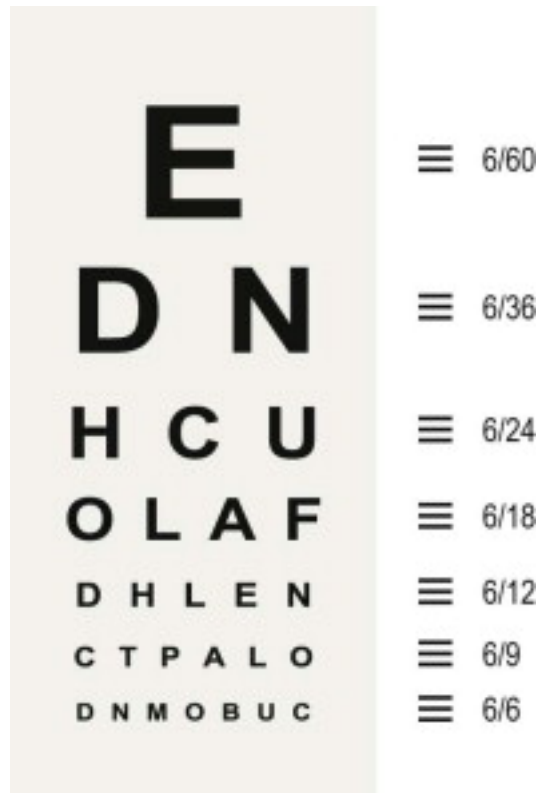 E 6/60
D N 6/36
H C U 6/24
O L A F 6/18
D H L E N 6/12
C T P A L O 6/9
D N M O B U C 6/6